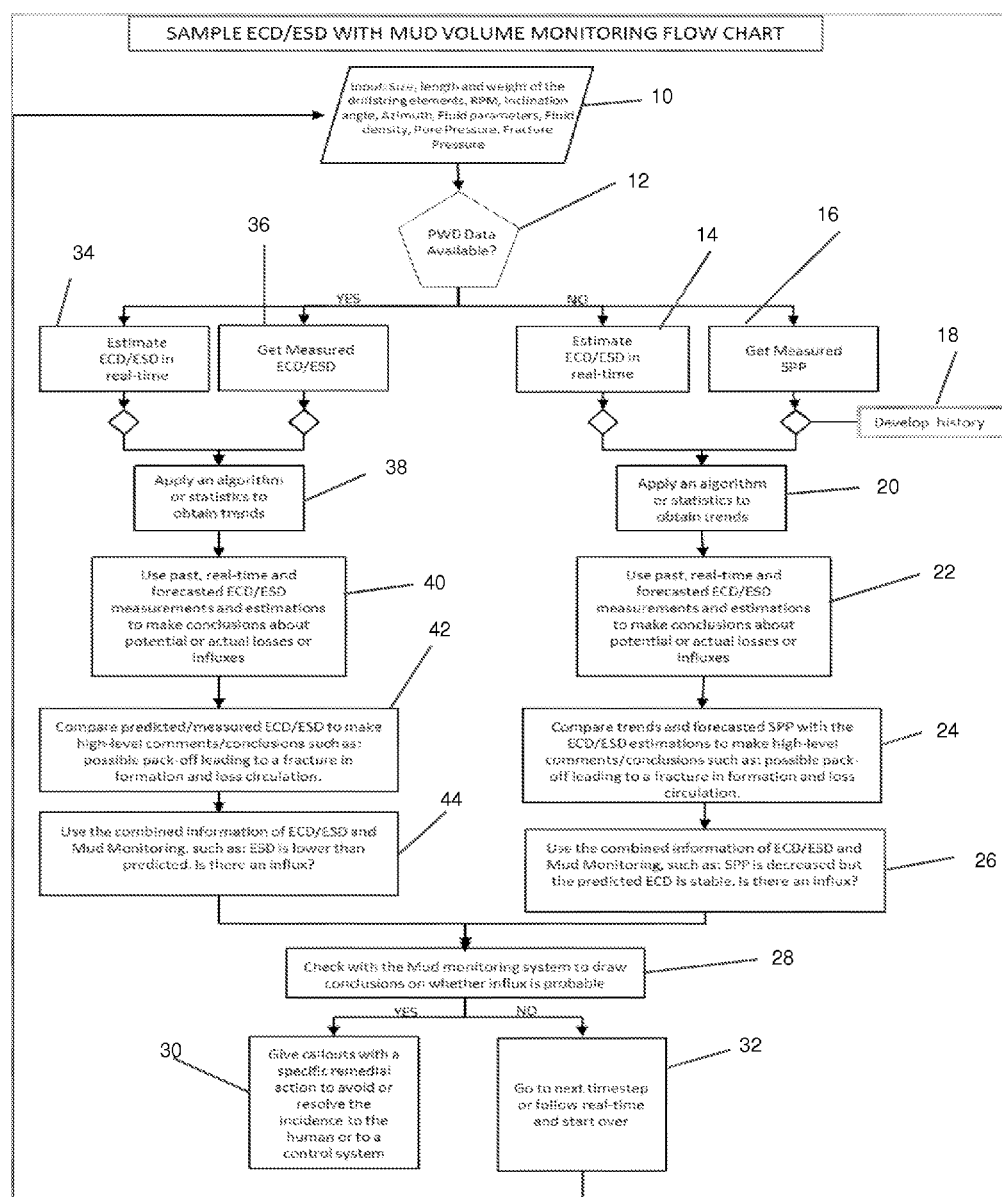 SAMPLE ECD/ESD WITH MUD VOLUME MONITORING FLOW CHART
Input: Size, length and weight of the
drillstring elements, RPM, Inclination
angle, Azimuth, Fluid parameters, Fluid
density, Pore Pressure, Fracture
Pressure
10
12
PWD Data
Available?
YES
NO
34
36
14
16
18
Estimate
ECD/ESD in
real-time
Get Measured
ECD/ESD
Estimate
ECD/ESD in
real-time
Get Measured
SPP
Develop history
Apply an algorithm
or statistics to
obtain trends
38
Apply an algorithm
or statistics to
obtain trends
20
Use past, real-time and
forecasted ECD/ESD
measurements and estimations
to make conclusions about
potential or actual losses or
influxes
40
Use past, real-time and
forecasted ECD/ESD
measurements and estimations
to make conclusions about
potential or actual losses or
influxes
22
42
Compare predicted/measured ECD/ESD to make
high-level comments/conclusions such as: possible
pack-off leading to a fracture in
formation and loss circulation.
Compare trends and forecasted SPP with the
ECD/ESD estimations to make high-level
comments/conclusions such as: possible pack-
off leading to a fracture in formation and loss
circulation.
24
44
Use the combined information of ECD/ESD and
Mud Monitoring, such as: ESD is lower than
predicted. Is there an influx?
Use the combined information of ECD/ESD and
Mud Monitoring, such as: SPP is decreased but
the predicted ECD is stable. Is there an influx?
26
Check with the Mud monitoring system to draw
conclusions on whether influx is probable
28
YES
NO
30
Give callouts with a
specific remedial
action to avoid or
resolve the
incidence to the
human or to a
control system
32
Go to next timestep
or follow real-time
and start over